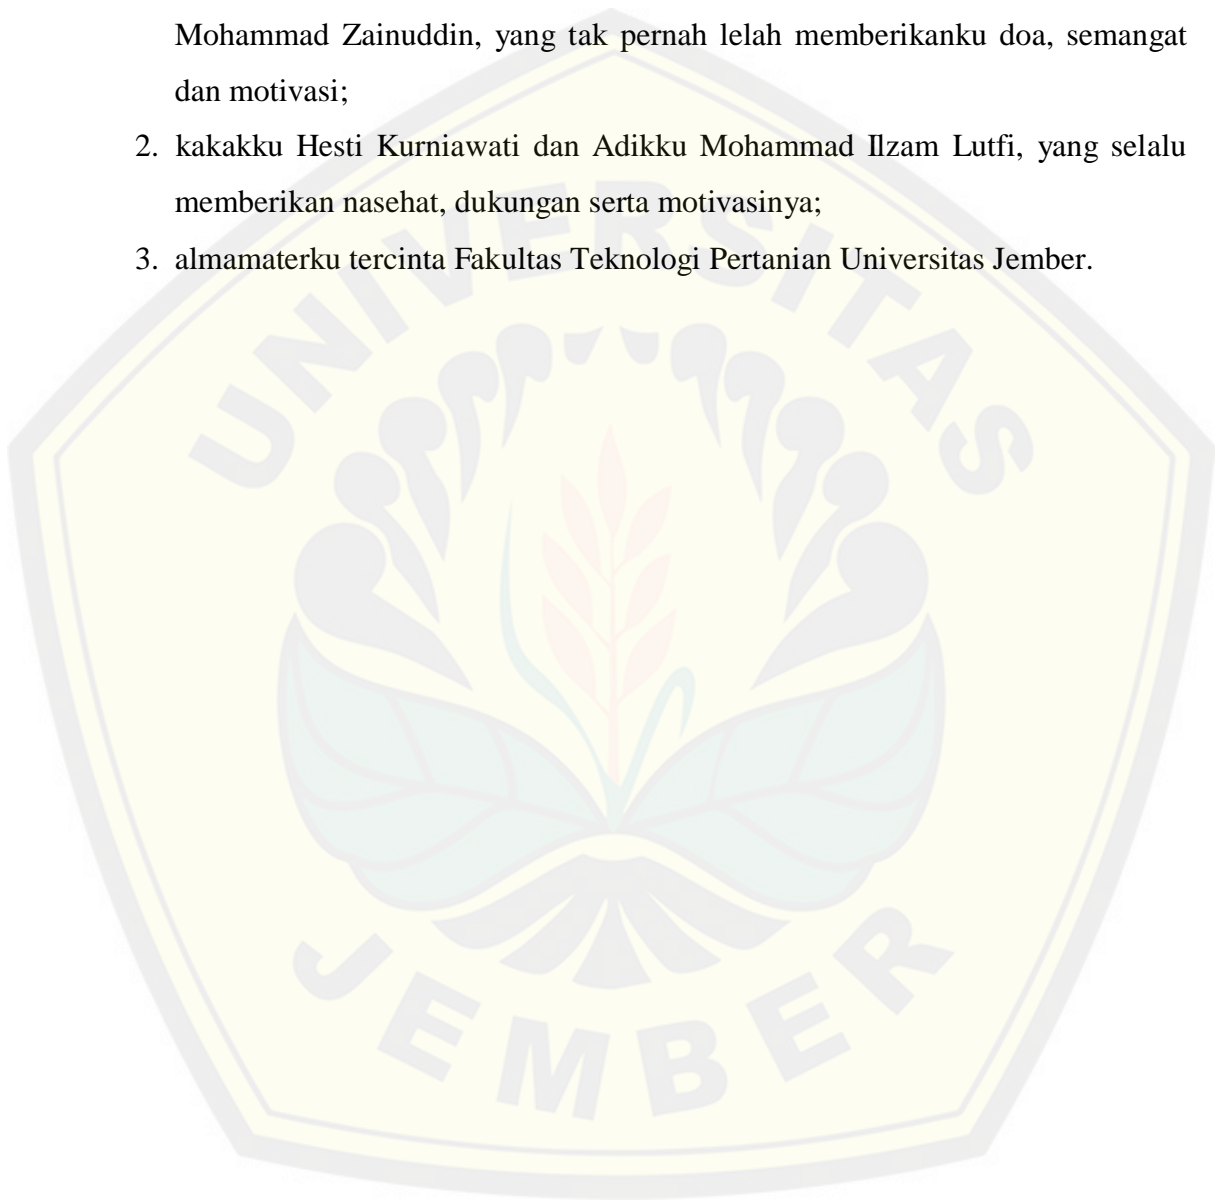 Mohammad Zainuddin, yang tak pernah lelah memberikanku doa, semangat
dan motivasi;
2. kakakku Hesti Kurniawati dan Adikku Mohammad Ilzam Lutfi, yang selalu
memberikan nasehat, dukungan serta motivasinya;
3. almamaterku tercinta Fakultas Teknologi Pertanian Universitas Jember.
UNIVERSITAS
JEMBER